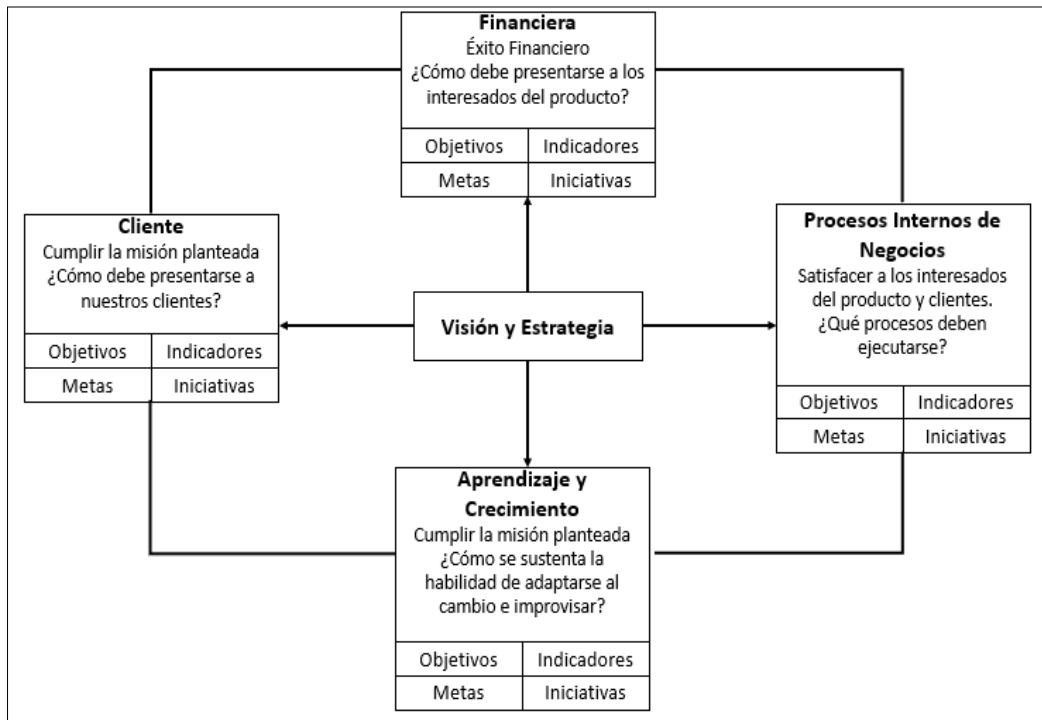 Financiera
Éxito Financiero
¿Cómo debe presentarse a los
interesados del producto?
Objetivos Indicadores
Metas Iniciativas
Cliente
Cumplir la misión planteada
¿Cómo debe presentarse a
nuestros clientes?
Objetivos Indicadores
Metas Iniciativas
Visión y Estrategia
Procesos Internos de
Negocios
Satisfacer a los interesados
del producto y clientes.
¿Qué procesos deben
ejecutarse?
Objetivos Indicadores
Metas Iniciativas
Aprendizaje y
Crecimiento
Cumplir la misión planteada
¿Cómo se sustenta la
habilidad de adaptarse al
cambio e improvisar?
Objetivos Indicadores
Metas Iniciativas